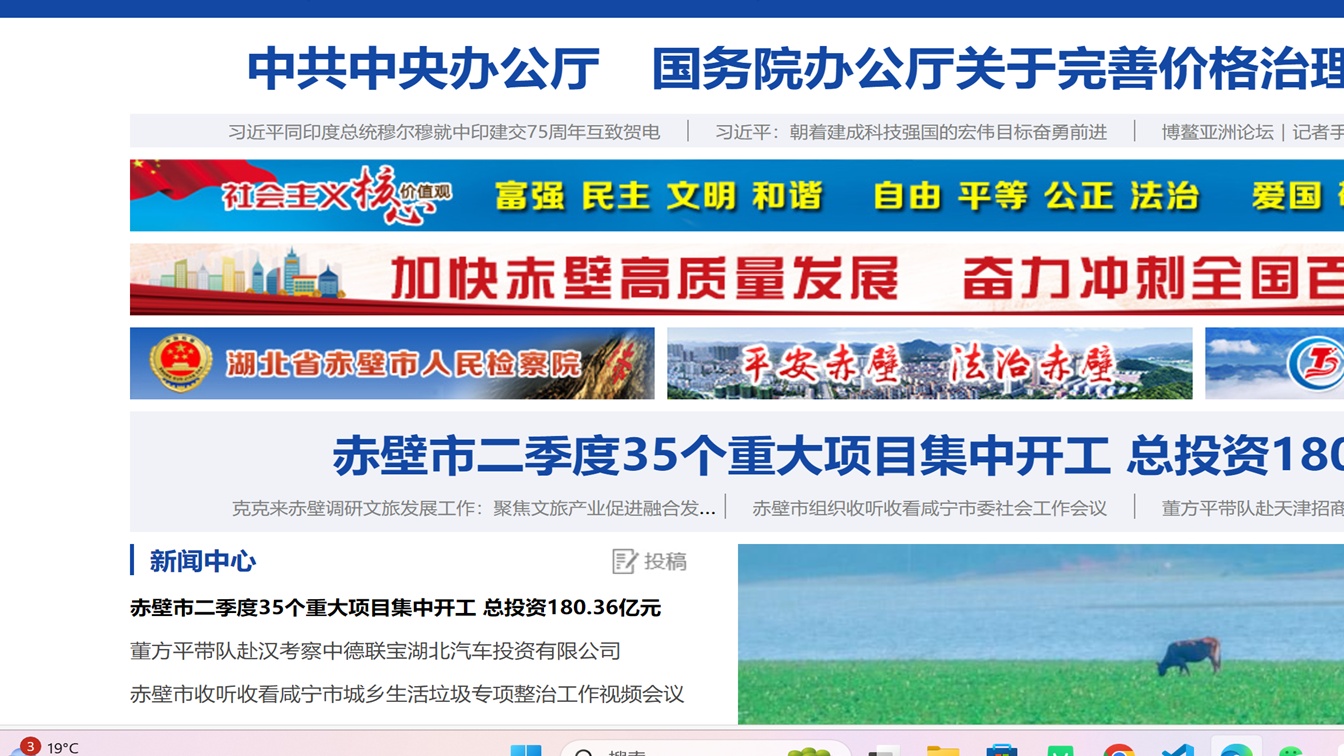 中共中央办公厅　国务院办公厅关于完善价格治理
习近平同印度总统穆尔穆就中印建交75周年互致贺电
习近平：朝着建成科技强国的宏伟目标奋勇前进
博鳌亚洲论坛｜记者手
社会主义核心价值观 富强 民主 文明 和谐 自由 平等 公正 法治 爱国
加快赤壁高质量发展　奋力冲刺全国百
湖北省赤壁市人民检察院
平安赤壁 法治赤壁
赤壁市二季度35个重大项目集中开工 总投资180
克克来赤壁调研文旅发展工作：聚焦文旅产业促进融合发...
赤壁市组织收听收看咸宁市委社会工作会议
董方平带队赴天津招商
新闻中心
投稿
赤壁市二季度35个重大项目集中开工 总投资180.36亿元
董方平带队赴汉考察中德联宝湖北汽车投资有限公司
赤壁市收听收看咸宁市城乡生活垃圾专项整治工作视频会议
3
19°C
搜索